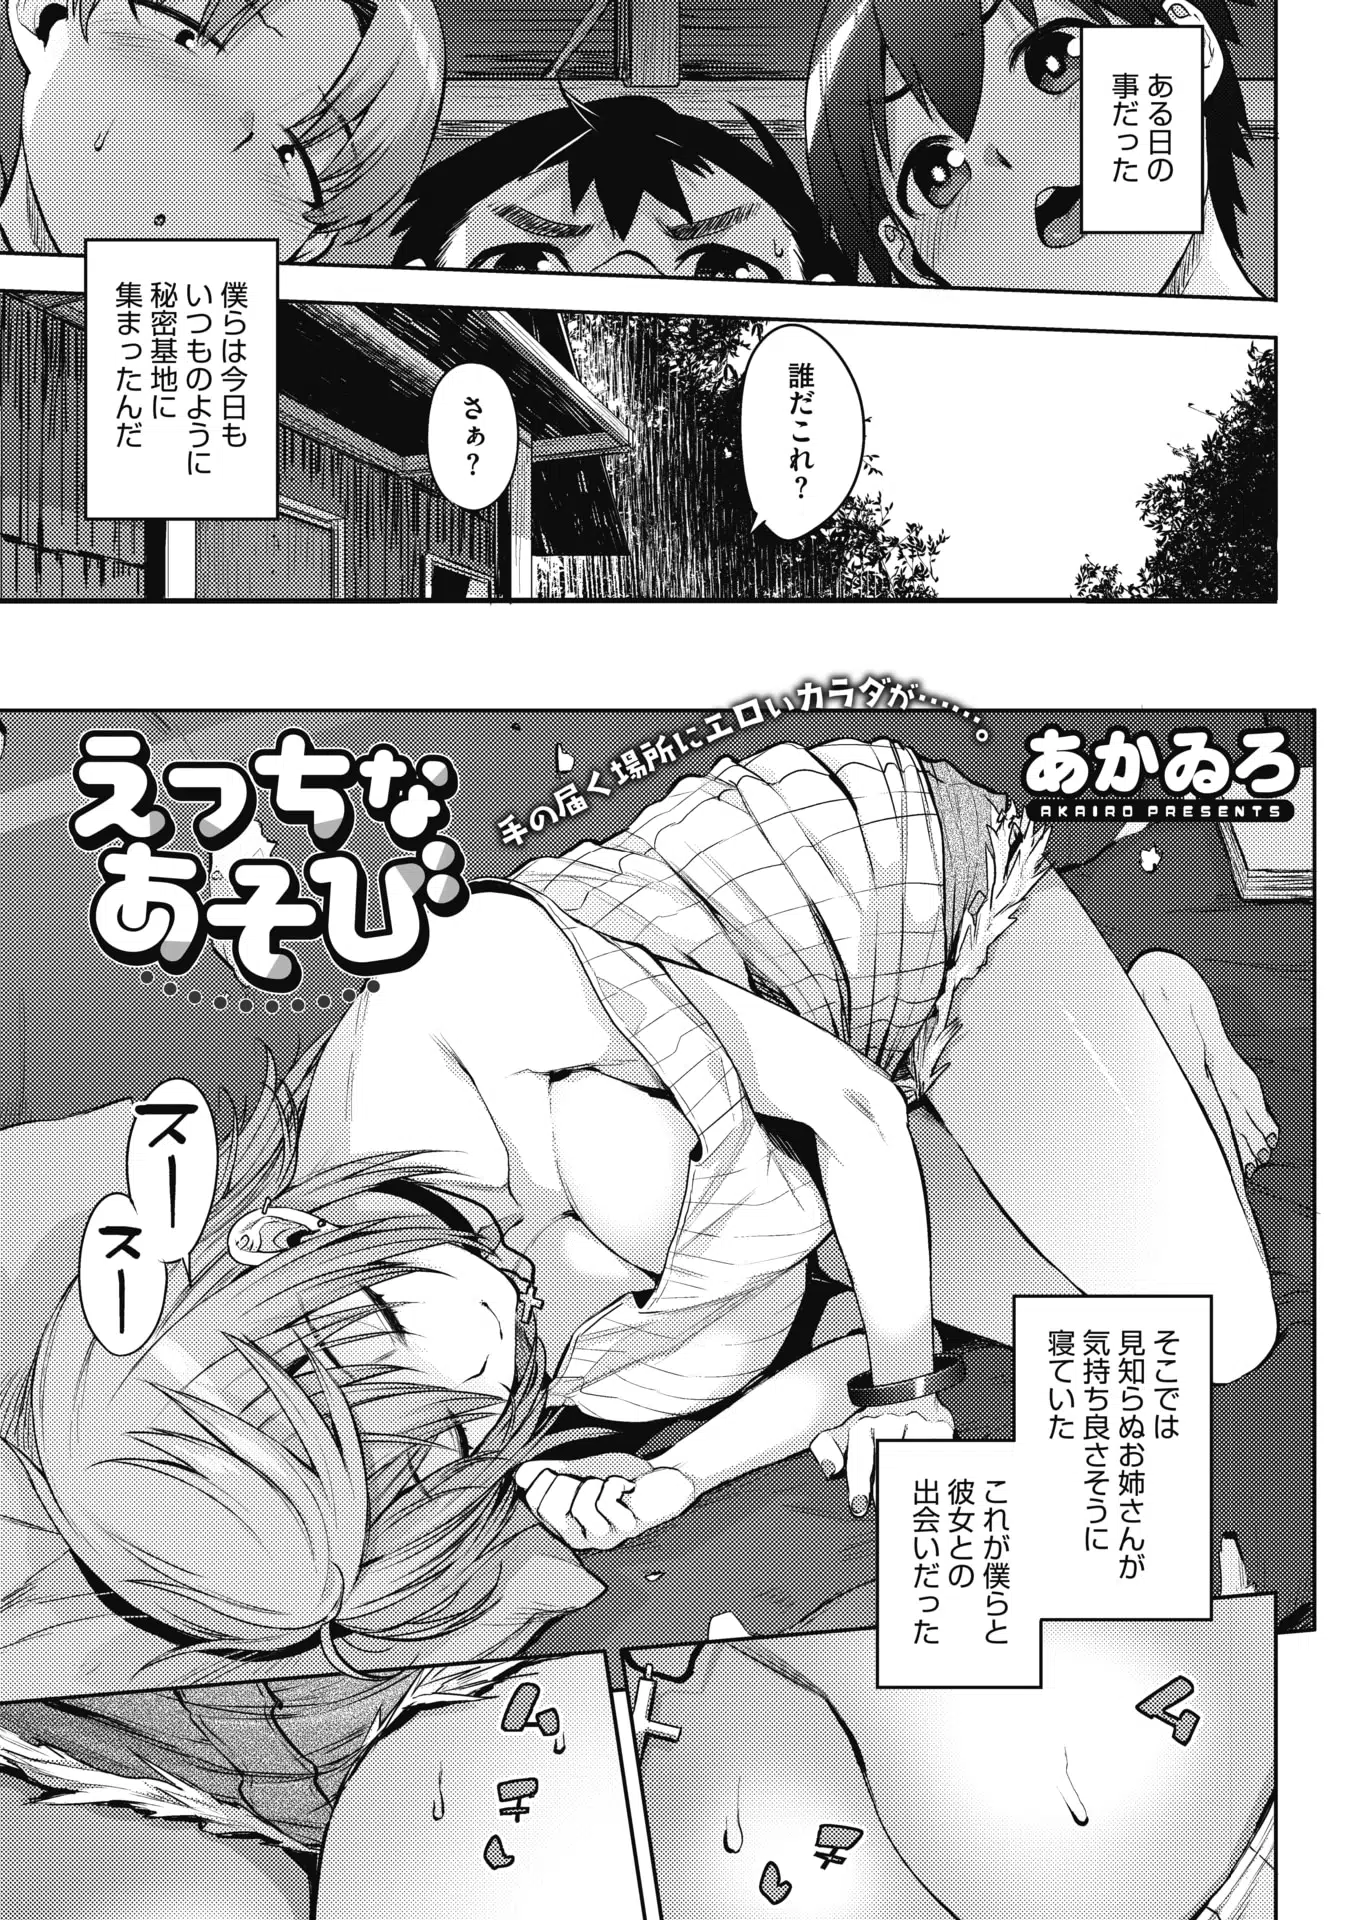 ある日の
事だった
僕らは今日も
いつものように
秘密基地に
集まったんだ
誰だこれ?
さぁ?
手の届く場所にエロいカラダが……。
あかゐろ
AKAIRO PRESENTS
えっちな
あそび
スー
スー
そこでは
見知らぬお姉さんが
気持ち良さそうに
寝ていた
これが僕らと
彼女との
出会いだった
ムチ
ムチ